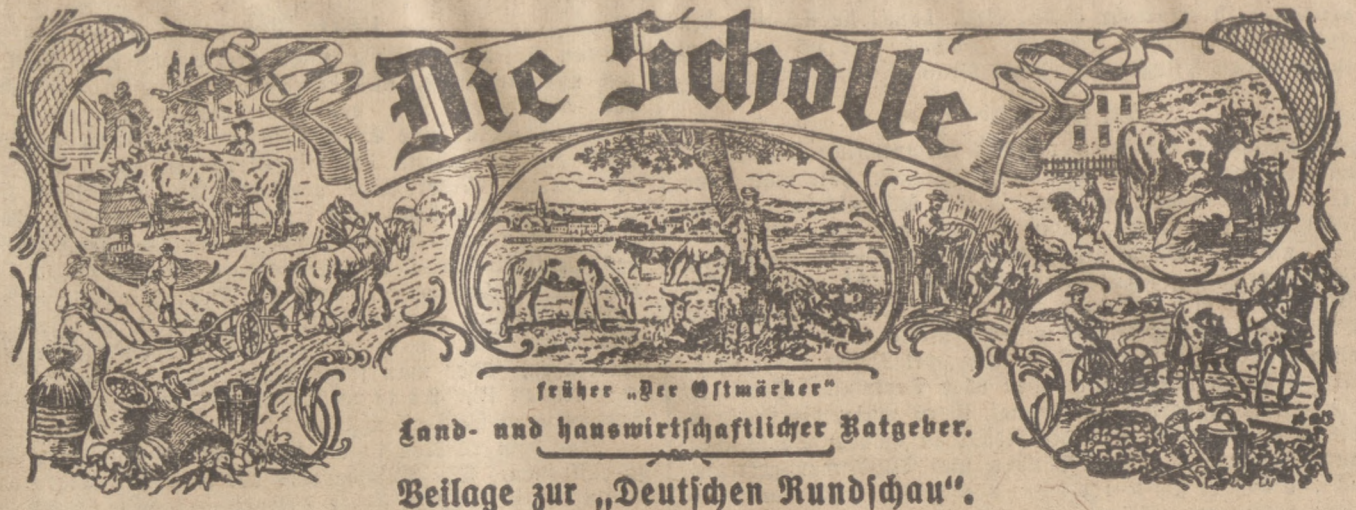 Die Scholle
früher „Der Ostmärker“
Land- und hauswirtschaftlicher Ratgeber.
Beilage zur „Deutschen Rundschau“.